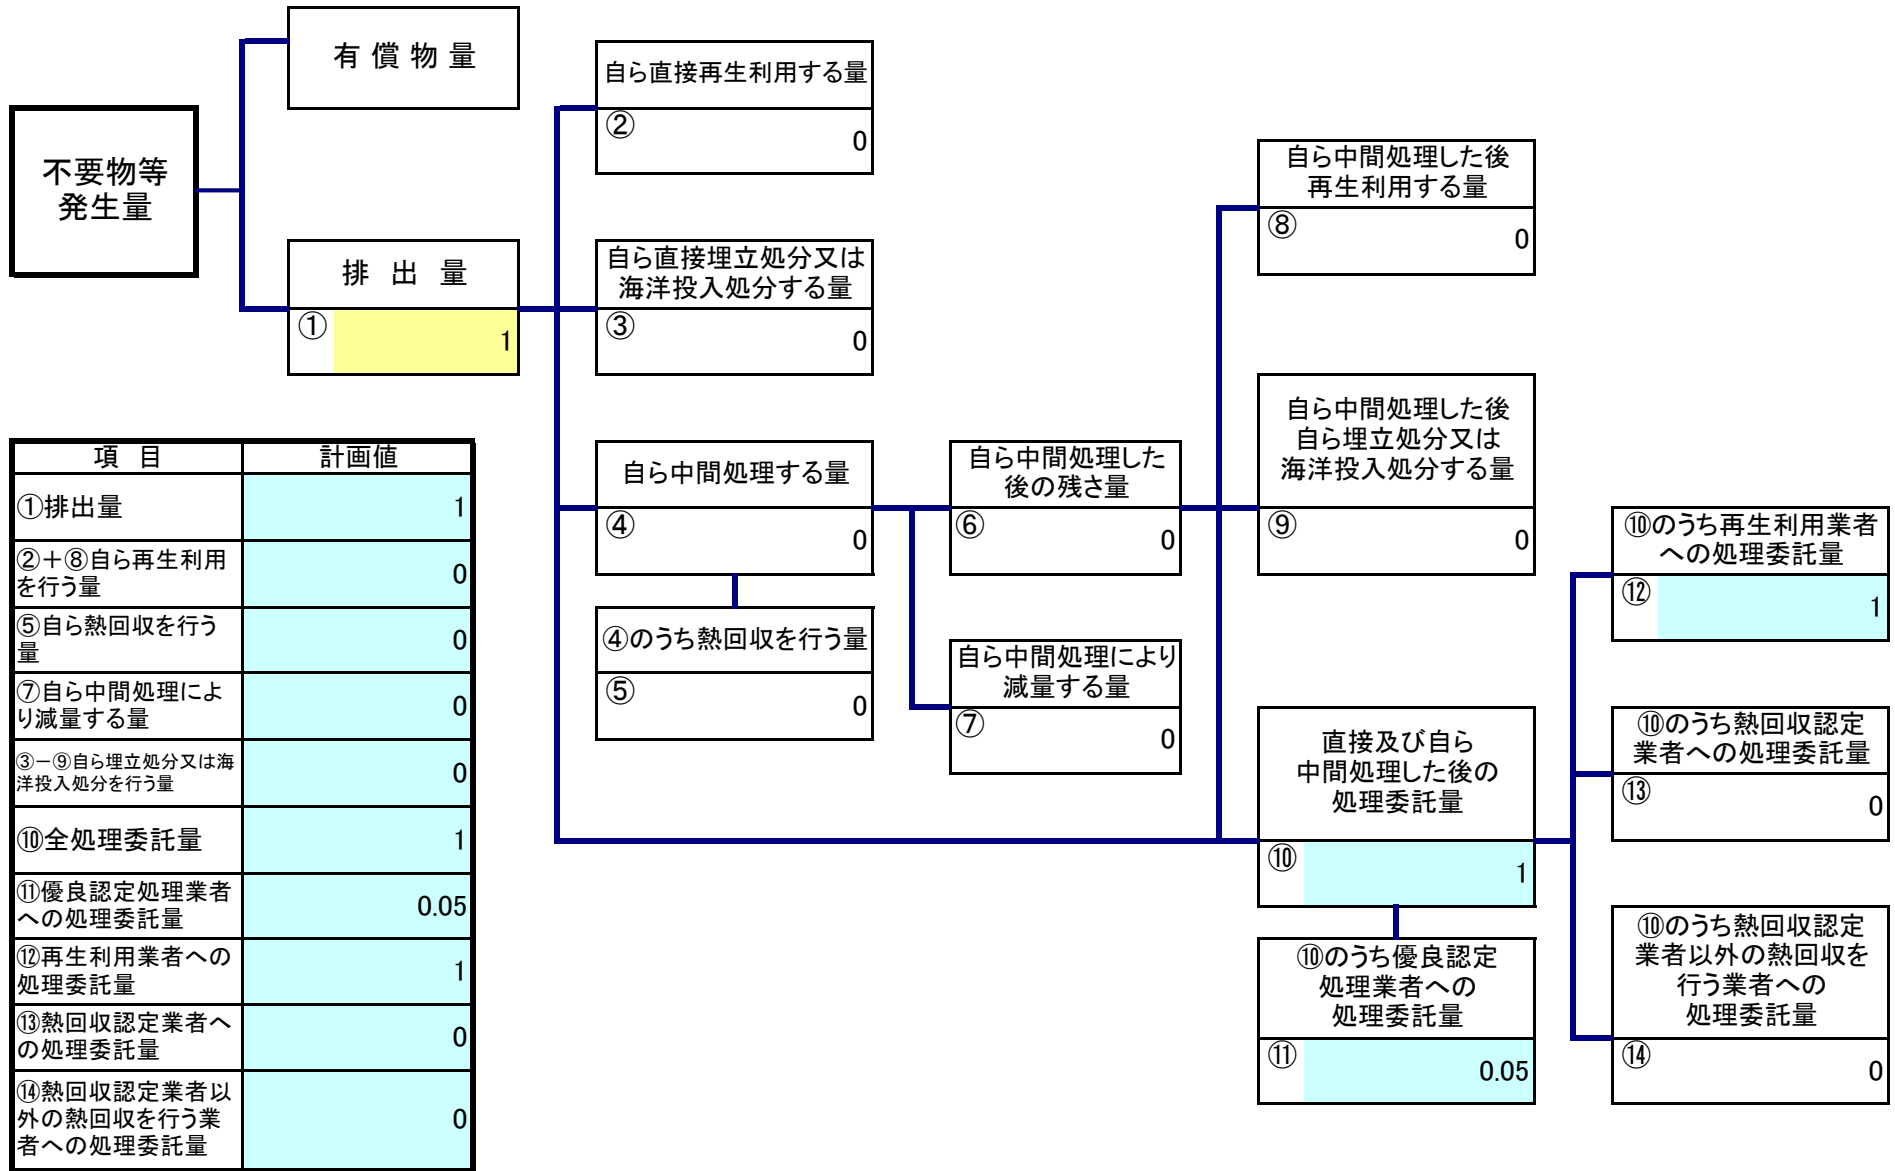 有償物量
不要物等
発生量
排出量
① 1
自ら直接再生利用する量
② 0
自ら直接埋立処分又は
海洋投入処分する量
③ 0
自ら中間処理する量
④ 0
④のうち熱回収を行う量
⑤ 0
自ら中間処理した
後の残さ量
⑥ 0
自ら中間処理により
減量する量
⑦ 0
自ら中間処理した後
再生利用する量
⑧ 0
自ら中間処理した後
自ら埋立処分又は
海洋投入処分する量
⑨ 0
直接及び自ら
中間処理した後の
処理委託量
⑩ 1
⑩のうち優良認定
処理業者への
処理委託量
⑪ 0.05
⑩のうち再生利用業者
への処理委託量
⑫ 1
⑩のうち熱回収認定
業者への処理委託量
⑬ 0
⑩のうち熱回収認定
業者以外の熱回収を
行う業者への
処理委託量
⑭ 0
項目 計画値
①排出量 1
②＋⑧自ら再生利用
を行う量 0
⑤自ら熱回収を行う
量 0
⑦自ら中間処理によ
り減量する量 0
③－⑨自ら埋立処分又は海
洋投入処分を行う量 0
⑩全処理委託量 1
⑪優良認定処理業者
への処理委託量 0.05
⑫再生利用業者への
処理委託量 1
⑬熱回収認定業者へ
の処理委託量 0
⑭熱回収認定業者以
外の熱回収を行う業
者への処理委託量 0